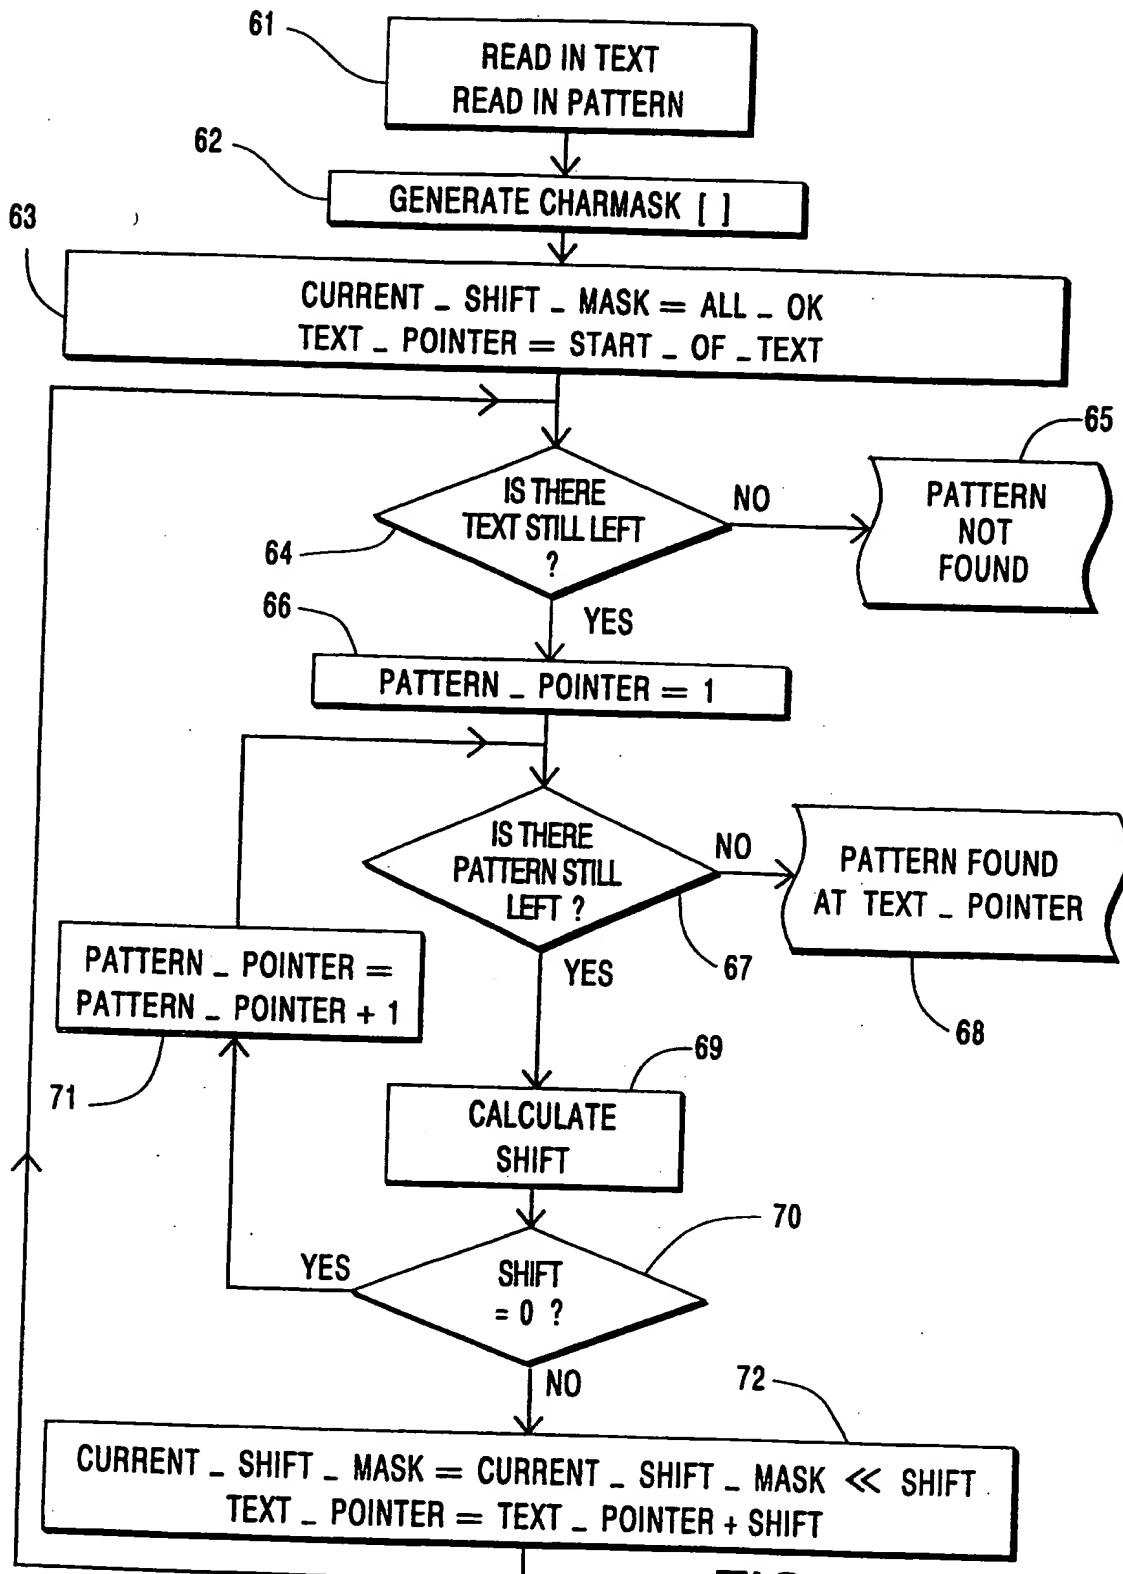 61
READ IN TEXT
READ IN PATTERN
62
GENERATE CHARMASK [ ]
63
CURRENT _ SHIFT _ MASK = ALL _ OK
TEXT _ POINTER = START _ OF _ TEXT
65
IS THERE
TEXT STILL LEFT
?
64
NO
PATTERN
NOT
FOUND
YES
66
PATTERN _ POINTER = 1
IS THERE
PATTERN STILL
LEFT ?
NO
PATTERN FOUND
AT TEXT _ POINTER
67
68
YES
PATTERN _ POINTER =
PATTERN _ POINTER + 1
71
69
CALCULATE
SHIFT
70
SHIFT
= 0 ?
YES
NO
72
CURRENT _ SHIFT _ MASK = CURRENT _ SHIFT _ MASK << SHIFT
TEXT _ POINTER = TEXT _ POINTER + SHIFT